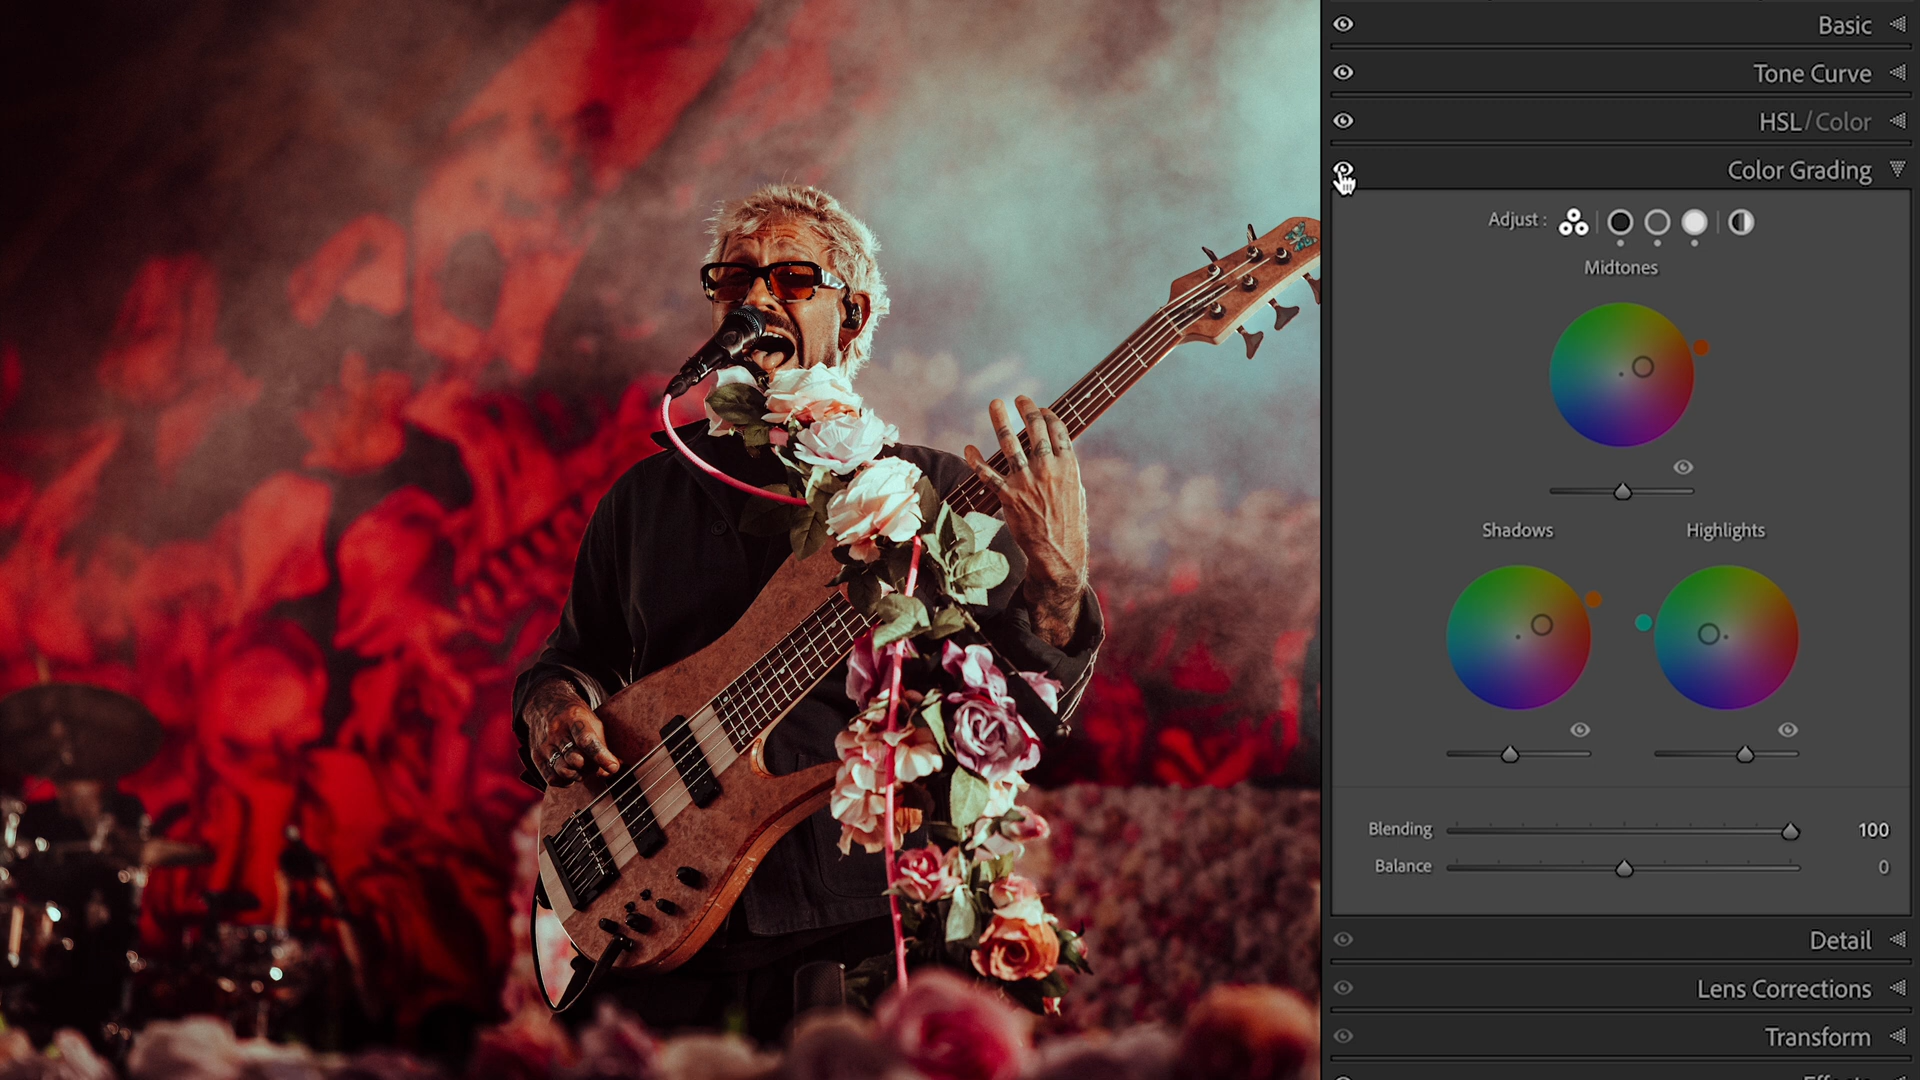 Basic
Tone Curve
HSL/Color
Color Grading
Adjust :
Midtones
Shadows
Highlights
Blending
100
Balance
0
Detail
Lens Corrections
Transform